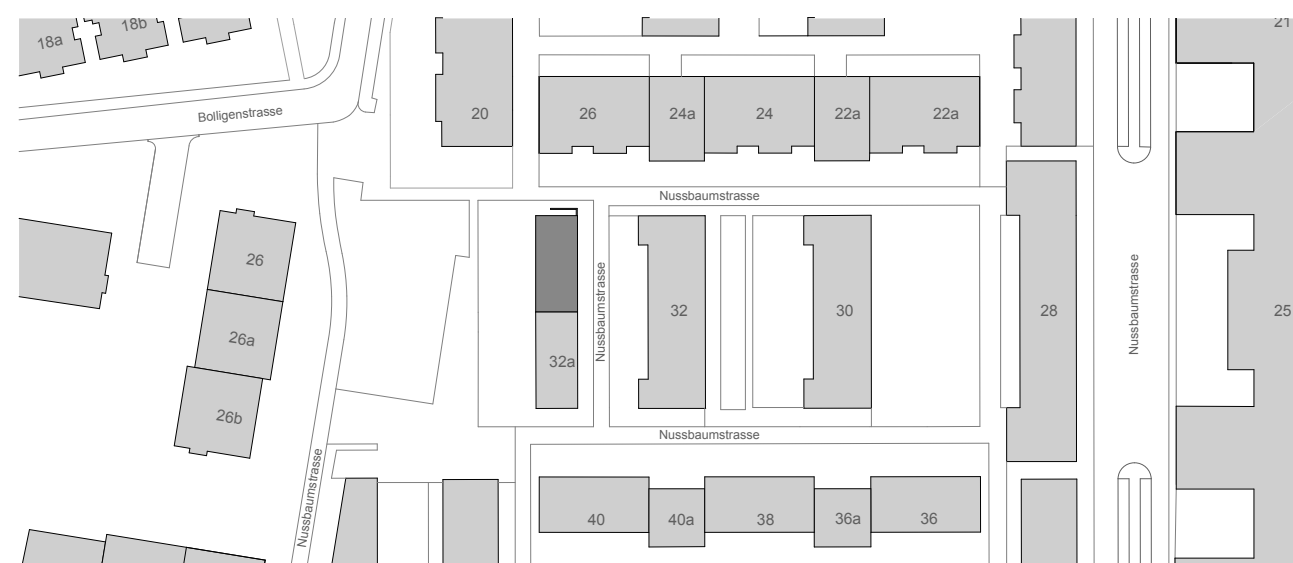 18a
18b
21
Bolligenstrasse
20
26
24a
24
22a
22a
Nussbaumstrasse
26
26a
26b
32a
Nussbaumstrasse
32
30
28
Nussbaumstrasse
25
Nussbaumstrasse
Nussbaumstrasse
40
40a
38
36a
36